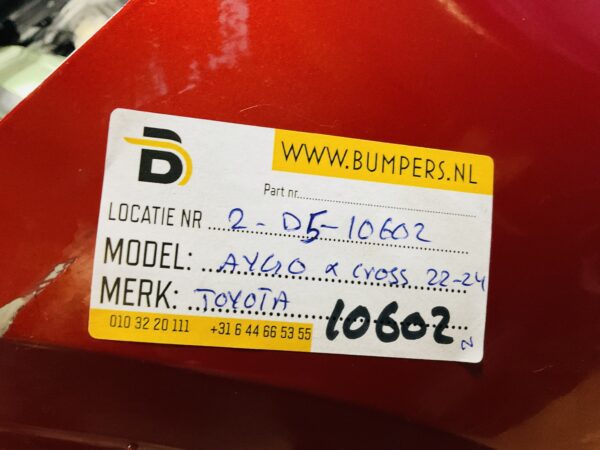 B
WWW.BUMPERS.NL
Part nr.
LOCATIE NR 2-D5-10602
MODEL: AYGO x cross 22-24
MERK: TOYOTA
10602
N
010 32 20 111 +31 6 44 66 53 55